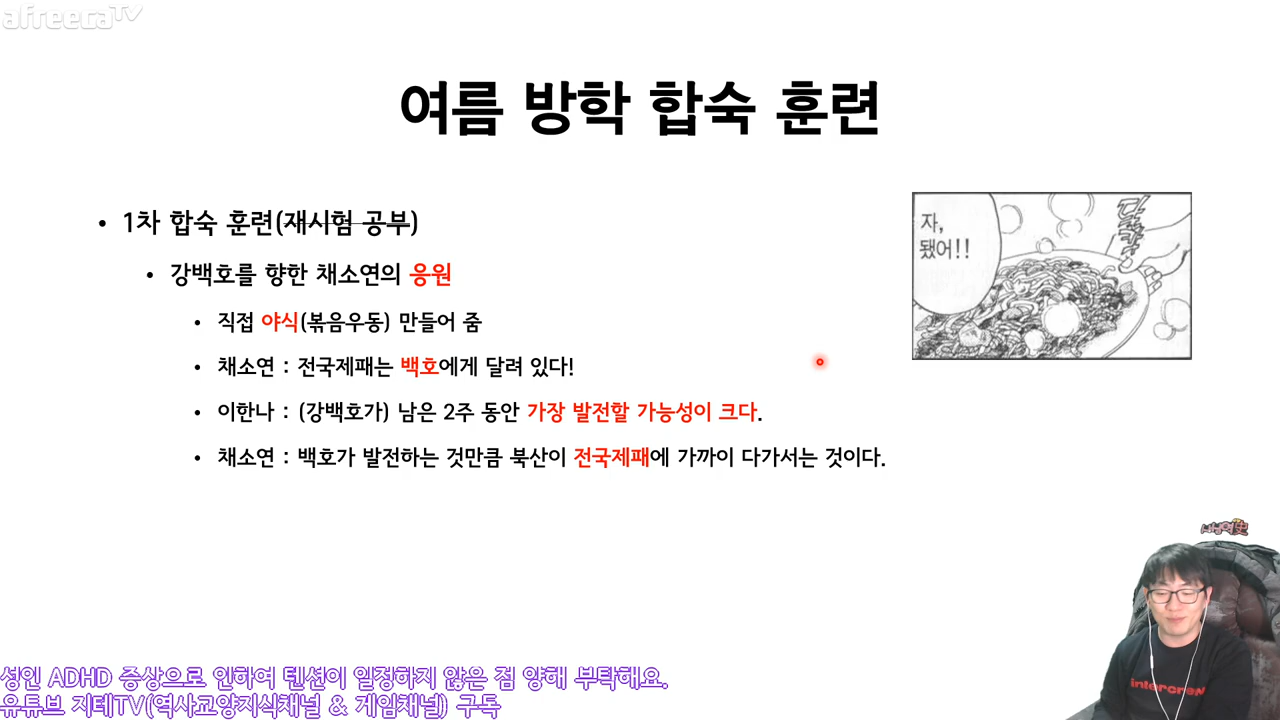 afreecaTV
여름 방학 합숙 훈련
• 1차 합숙 훈련(재시험 공부)
• 강백호를 향한 채소연의 응원
• 직접 야식(볶음우동) 만들어 줌
• 채소연 : 전국제패는 백호에게 달려 있다!
• 이한나 : (강백호가) 남은 2주 동안 가장 발전할 가능성이 크다.
• 채소연 : 백호가 발전하는 것만큼 북산이 전국제패에 가까이 다가서는 것이다.
자,
됐어!!
intercrew
성인 ADHD 증상으로 인하여 텐션이 일정하지 않은 점 양해 부탁해요.
유튜브 지테TV(역사교양지식채널 & 게임채널) 구독